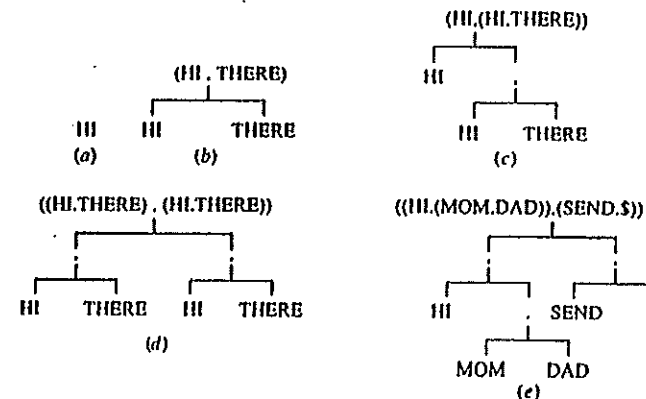 HI
(a)
(HI . THERE)
HI THERE
(b)
(HI.(HI.THERE))
HI
.
HI THERE
(c)
((HI.THERE) . (HI.THERE))
. .
HI THERE HI THERE
(d)
((HI.(MOM.DAD)).(SEND.$))
. .
HI . SEND
MOM DAD
(e)